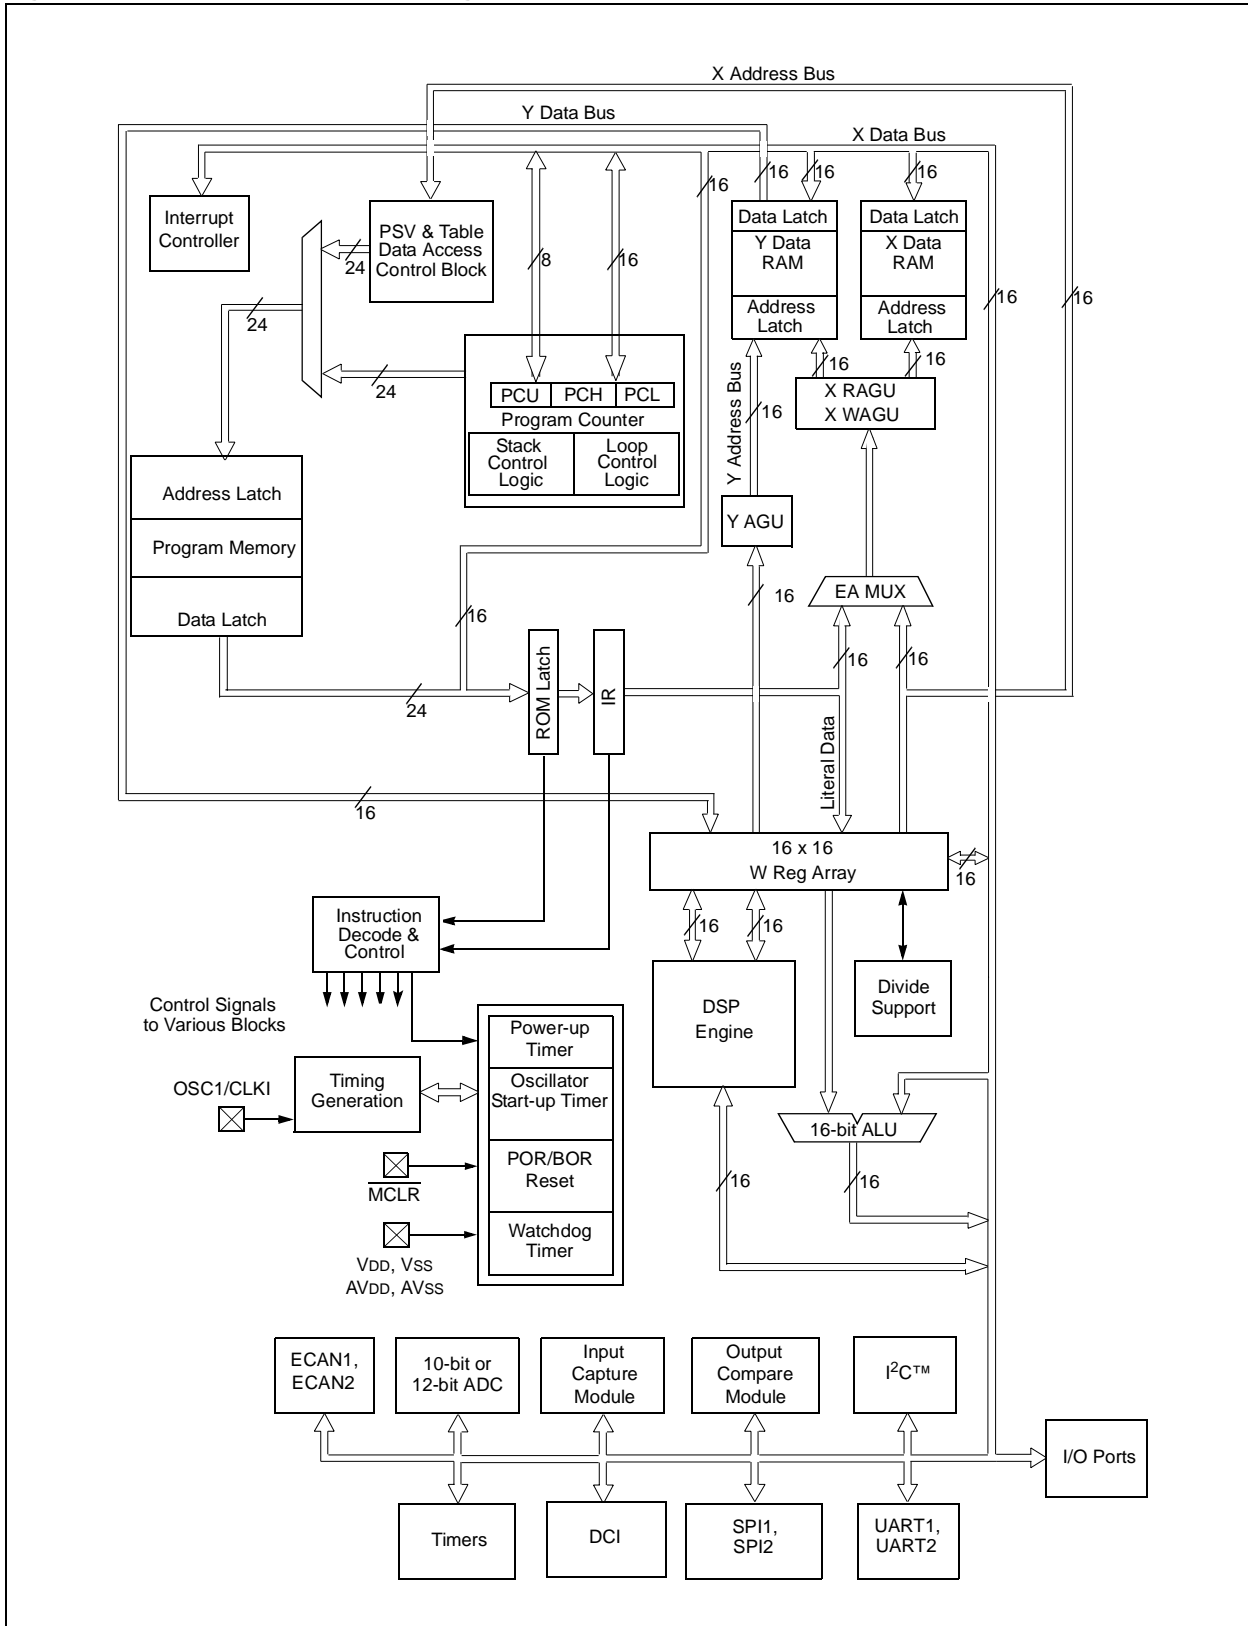 X Address Bus
Y Data Bus
X Data Bus
16
16
16
16
Interrupt
Controller
PSV & Table
Data Access
Control Block
24
24
8
16
Data Latch
Y Data
RAM
Address
Latch
Data Latch
X Data
RAM
Address
Latch
16
16
24
PCU
PCH
PCL
Program Counter
Stack
Control
Logic
Loop
Control
Logic
16
16
X RAGU
X WAGU
Y Address Bus
16
Address Latch
Program Memory
Data Latch
Y AGU
16
EA MUX
16
24
ROM Latch
IR
16
16
Literal Data
16
16 x 16
W Reg Array
16
Instruction
Decode &
Control
16
16
DSP
Engine
Divide
Support
Control Signals
to Various Blocks
Power-up
Timer
OSC1/CLKI
Timing
Generation
Oscillator
Start-up Timer
16-bit ALU
POR/BOR
Reset
MCLR
16
16
Watchdog
Timer
VDD, VSS
AVDD, AVSS
ECAN1,
ECAN2
10-bit or
12-bit ADC
Input
Capture
Module
Output
Compare
Module
I²C™
I/O Ports
Timers
DCI
SPI1,
SPI2
UART1,
UART2